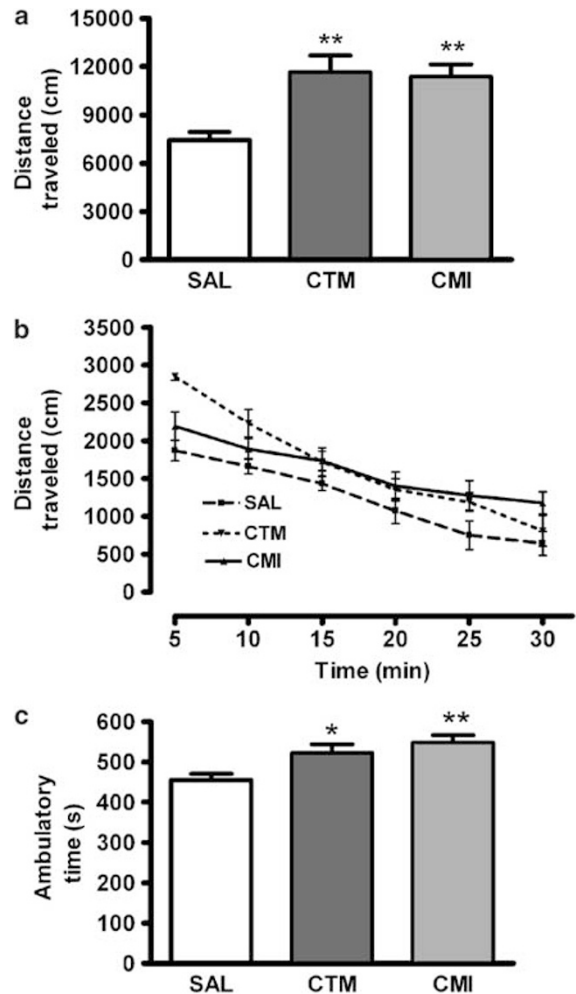 a
Distance
traveled (cm)
15000
12000
9000
6000
3000
0
**
**
SAL
CTM
CMI
b
Distance
traveled (cm)
3500
3000
2500
2000
1500
1000
500
0
SAL
CTM
CMI
5
10
15
20
25
30
Time (min)
c
Ambulatory
time (s)
600
500
400
300
200
100
0
*
**
SAL
CTM
CMI